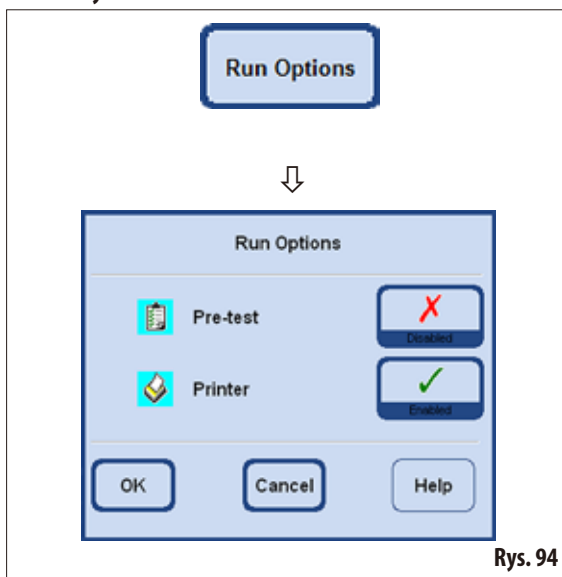 Run Options
⇩
Run Options
Pre-test
Disabled
Printer
Enabled
OK Cancel Help
Rys. 94